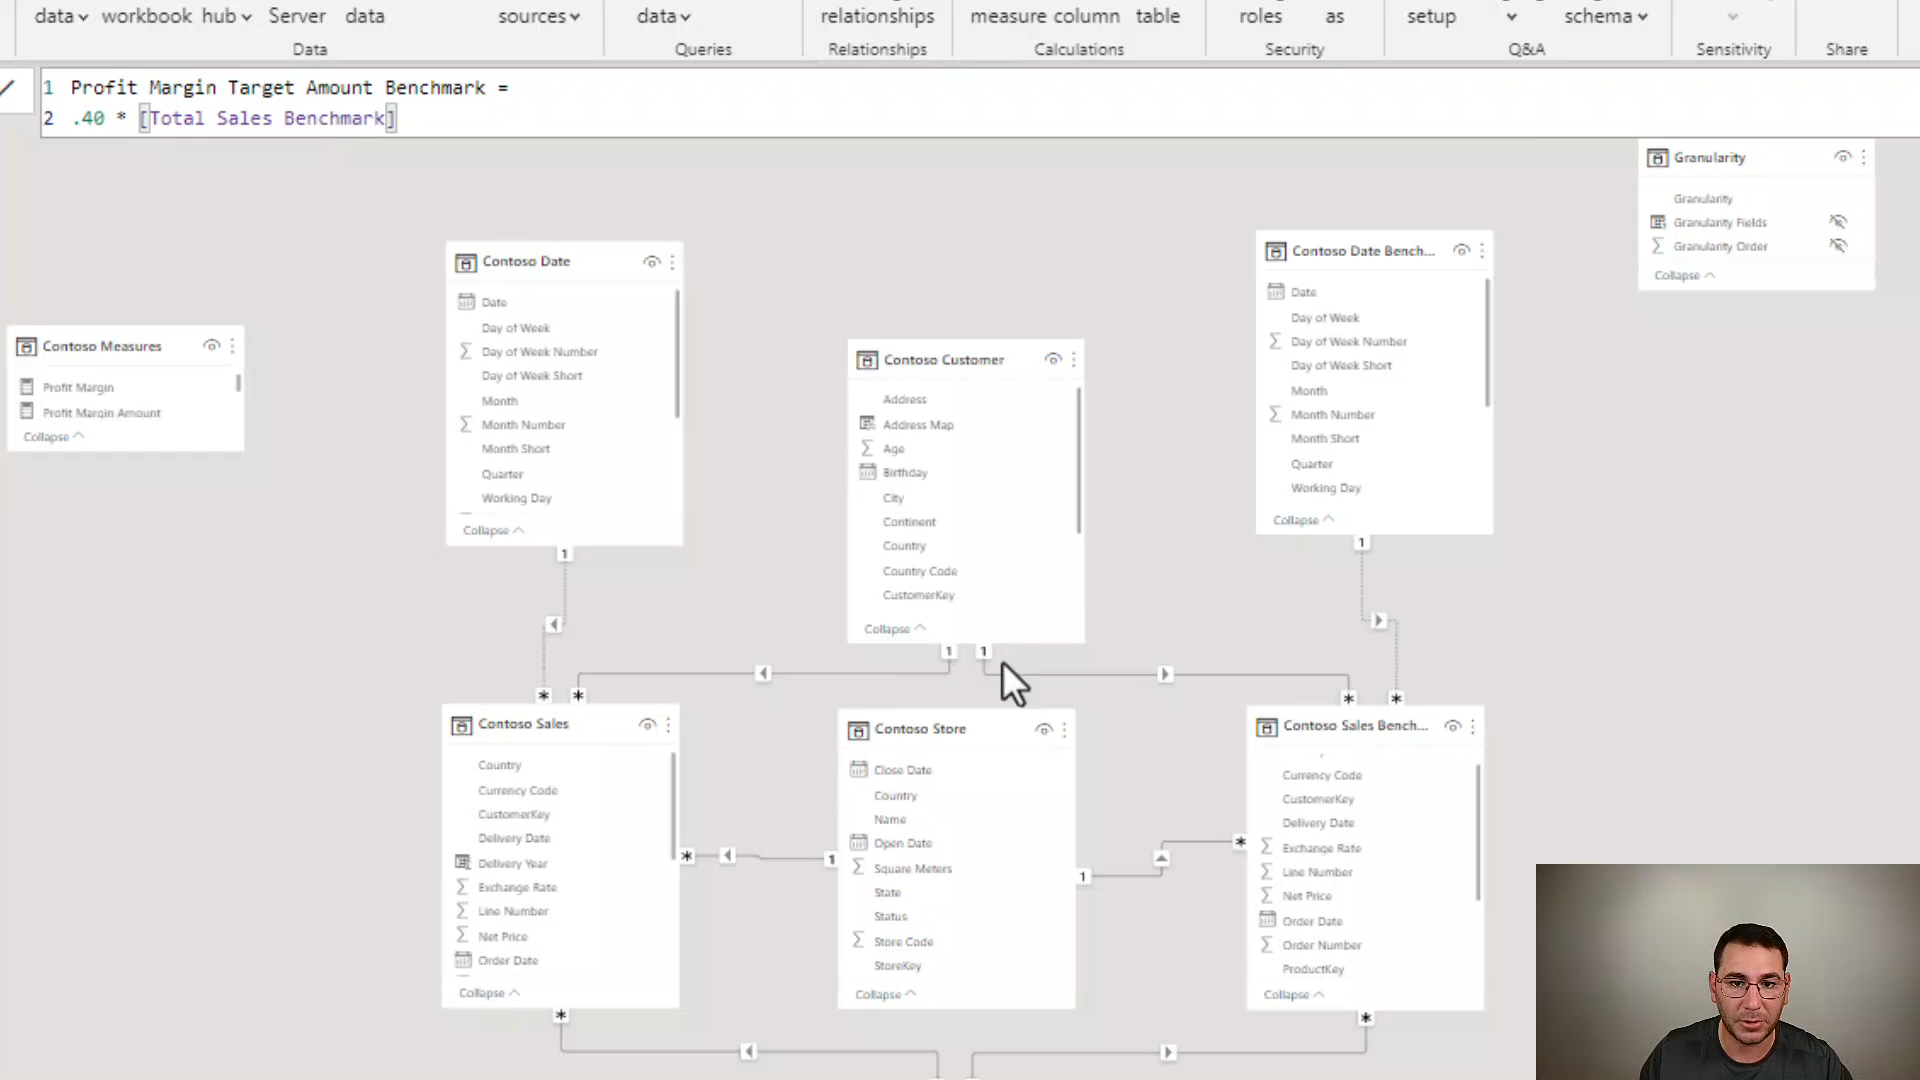 data workbook hub Server data sources data relationships measure column table roles as setup schema
Data Queries Relationships Calculations Security Q&A Sensitivity Share
1 Profit Margin Target Amount Benchmark =
2 .40 * [Total Sales Benchmark]
Granularity
Granularity
Granularity Fields
Granularity Order
Collapse
Contoso Measures
Profit Margin
Profit Margin Amount
Collapse
Contoso Date
Date
Day of Week
Day of Week Number
Day of Week Short
Month
Month Number
Month Short
Quarter
Working Day
Collapse
1
*
Contoso Customer
Address
Address Map
Age
Birthday
City
Continent
Country
Country Code
CustomerKey
Collapse
1 1
*
Contoso Date Bench...
Date
Day of Week
Day of Week Number
Day of Week Short
Month
Month Number
Month Short
Quarter
Working Day
Collapse
1
* *
Contoso Sales
Country
Currency Code
CustomerKey
Delivery Date
Delivery Year
Exchange Rate
Line Number
Net Price
Order Date
Collapse
*
* 1
Contoso Store
Close Date
Country
Name
Open Date
Square Meters
State
Status
Store Code
StoreKey
Collapse
1 *
Contoso Sales Bench...
Currency Code
CustomerKey
Delivery Date
Exchange Rate
Line Number
Net Price
Order Date
Order Number
ProductKey
Collapse
*